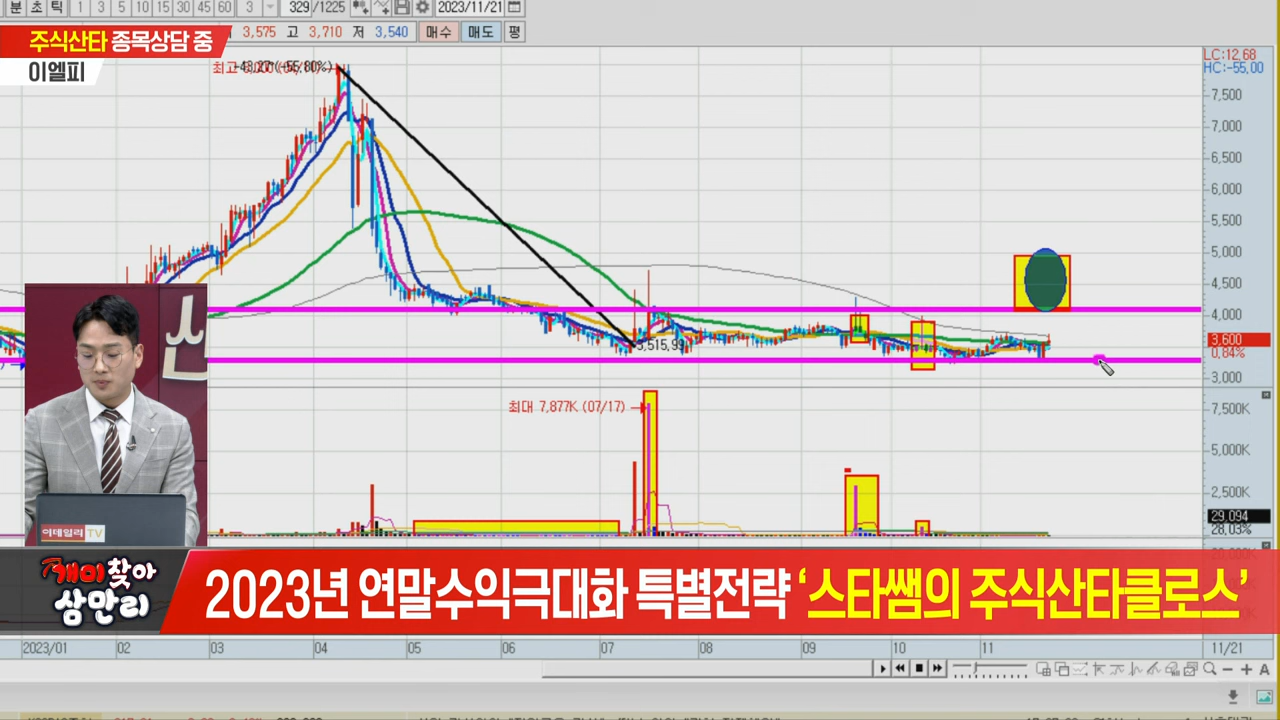 분 초 틱 1 3 5 10 15 30 45 60 3 329 /1225 2023/11/21
3,575 고 3,710 저 3,540 매수 매도 평
주식산타 종목상담 중
이엘피
LC:12.68
HC:-55.00
7,500
7,000
6,500
6,000
5,500
5,000
4,500
4,000
3,600
0.84%
3,000
3,515.99
최대 7,877K (07/17)
7,500K
5,000K
2,500K
29,094
28.03%
이데일리 TV
개미찾아
삼만리
2023년 연말수익극대화 특별전략 ‘스타쌤의 주식산타클로스’
2023/01 02 03 04 05 06 07 08 09 10 11 11/21
A